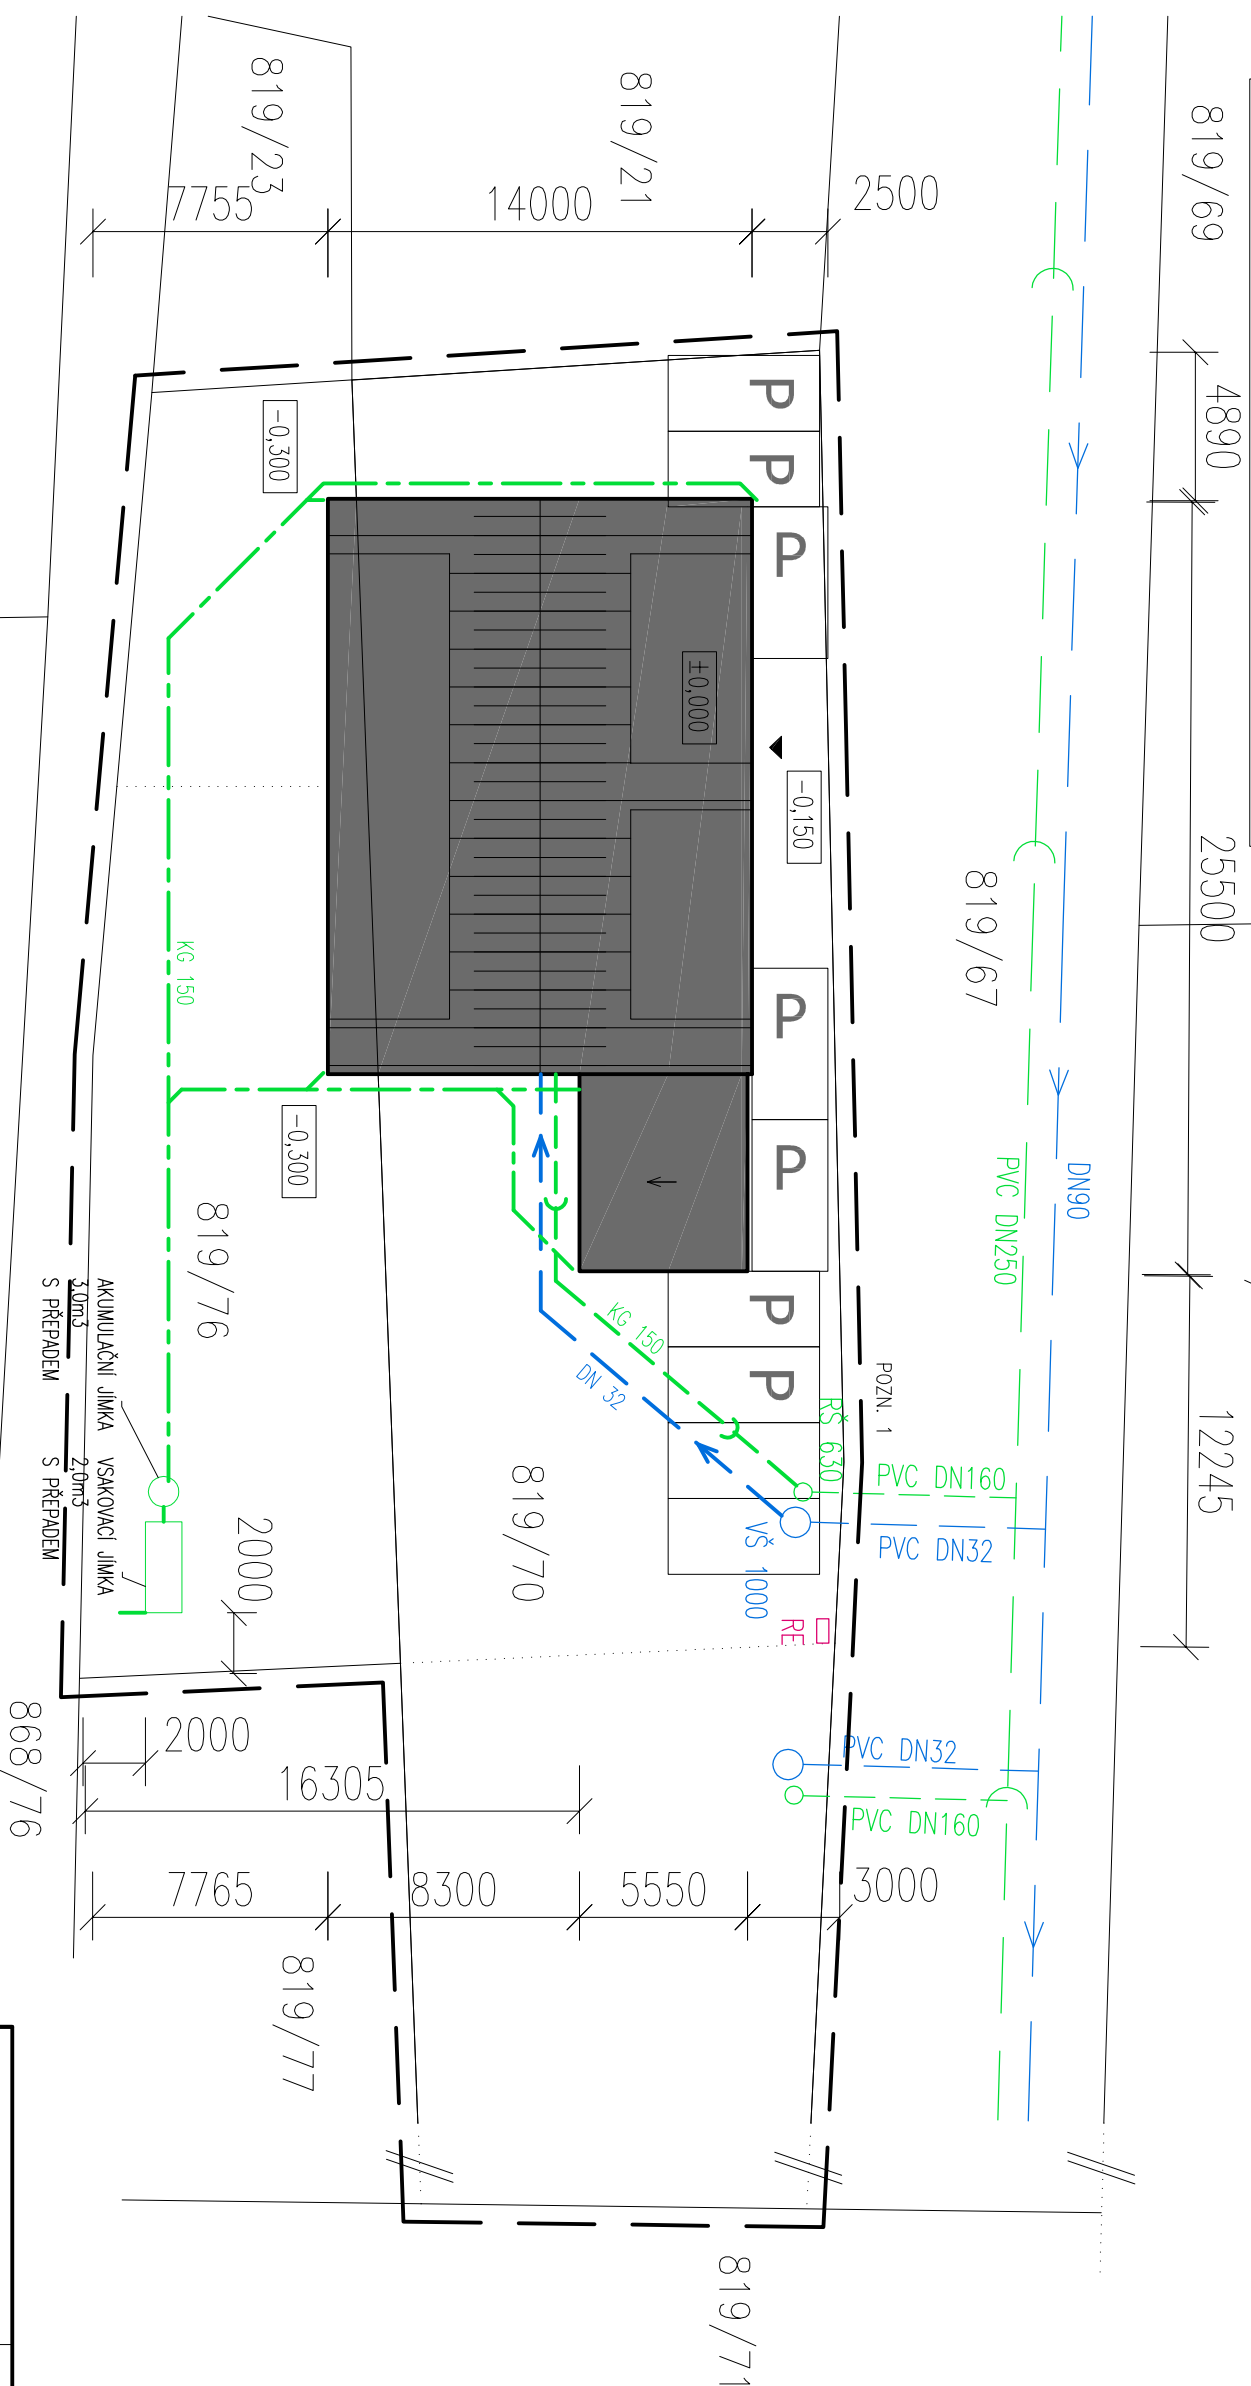 819/23
819/21
819/69
7755
14000
2500
4890
P
P
P
-0,300
±0,000
-0,150
25500
819/67
KG 150
P
P
-0,300
DN90
PVC DN250
819/76
AKUMULAČNÍ JÍMKA
3,0m3
S PŘEPADEM
VSAKOVACÍ JÍMKA
2,0m3
S PŘEPADEM
KG 150
DN 32
P
P
POZN. 1
RŠ 630
PVC DN160
12245
819/70
2000
VŠ 1000
PVC DN32
RE
868/76
2000
16305
PVC DN32
PVC DN160
7765
8300
5550
3000
819/77
819/71